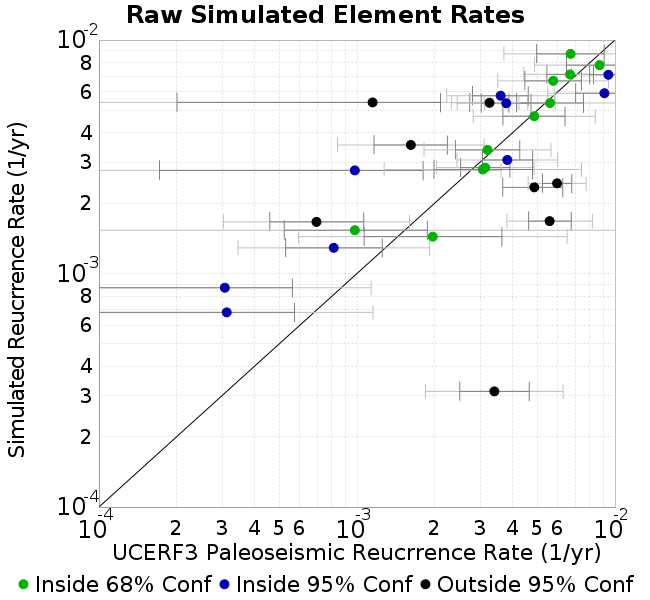 Raw Simulated Element Rates
10-2
8
6
4
3
2
10-3
8
6
4
3
2
10-4
10-4 2 3 4 5 6 10-3 2 3 4 5 6 10-2
Simulated Reucrrence Rate (1/yr)
UCERF3 Paleoseismic Reucrrence Rate (1/yr)
Inside 68% Conf Inside 95% Conf Outside 95% Conf